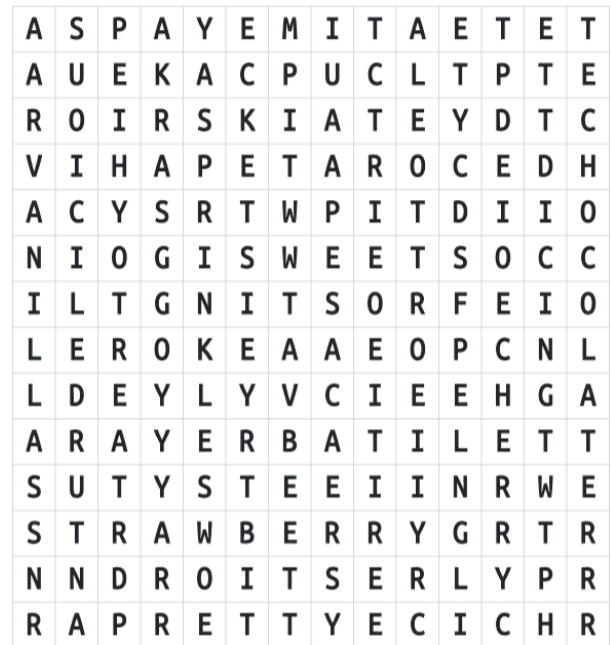 A S P A Y E M I T A E T E T
A U E K A C P U C L T P T E
R O I R S K I A T E Y D T C
V I H A P E T A R O C E D H
A C Y S R T W P I T D I I O
N I O G I S W E E T S O C C
I L T G N I T S O R F E I O
L E R O K E A A E O P C N L
L D E Y L Y V C I E E H G A
A R A Y E R B A T I L E T T
S U T Y S T E E I I N R W E
S T R A W B E R R Y G R T R
N N D R O I T S E R L Y P R
R A P R E T T Y E C I C H R